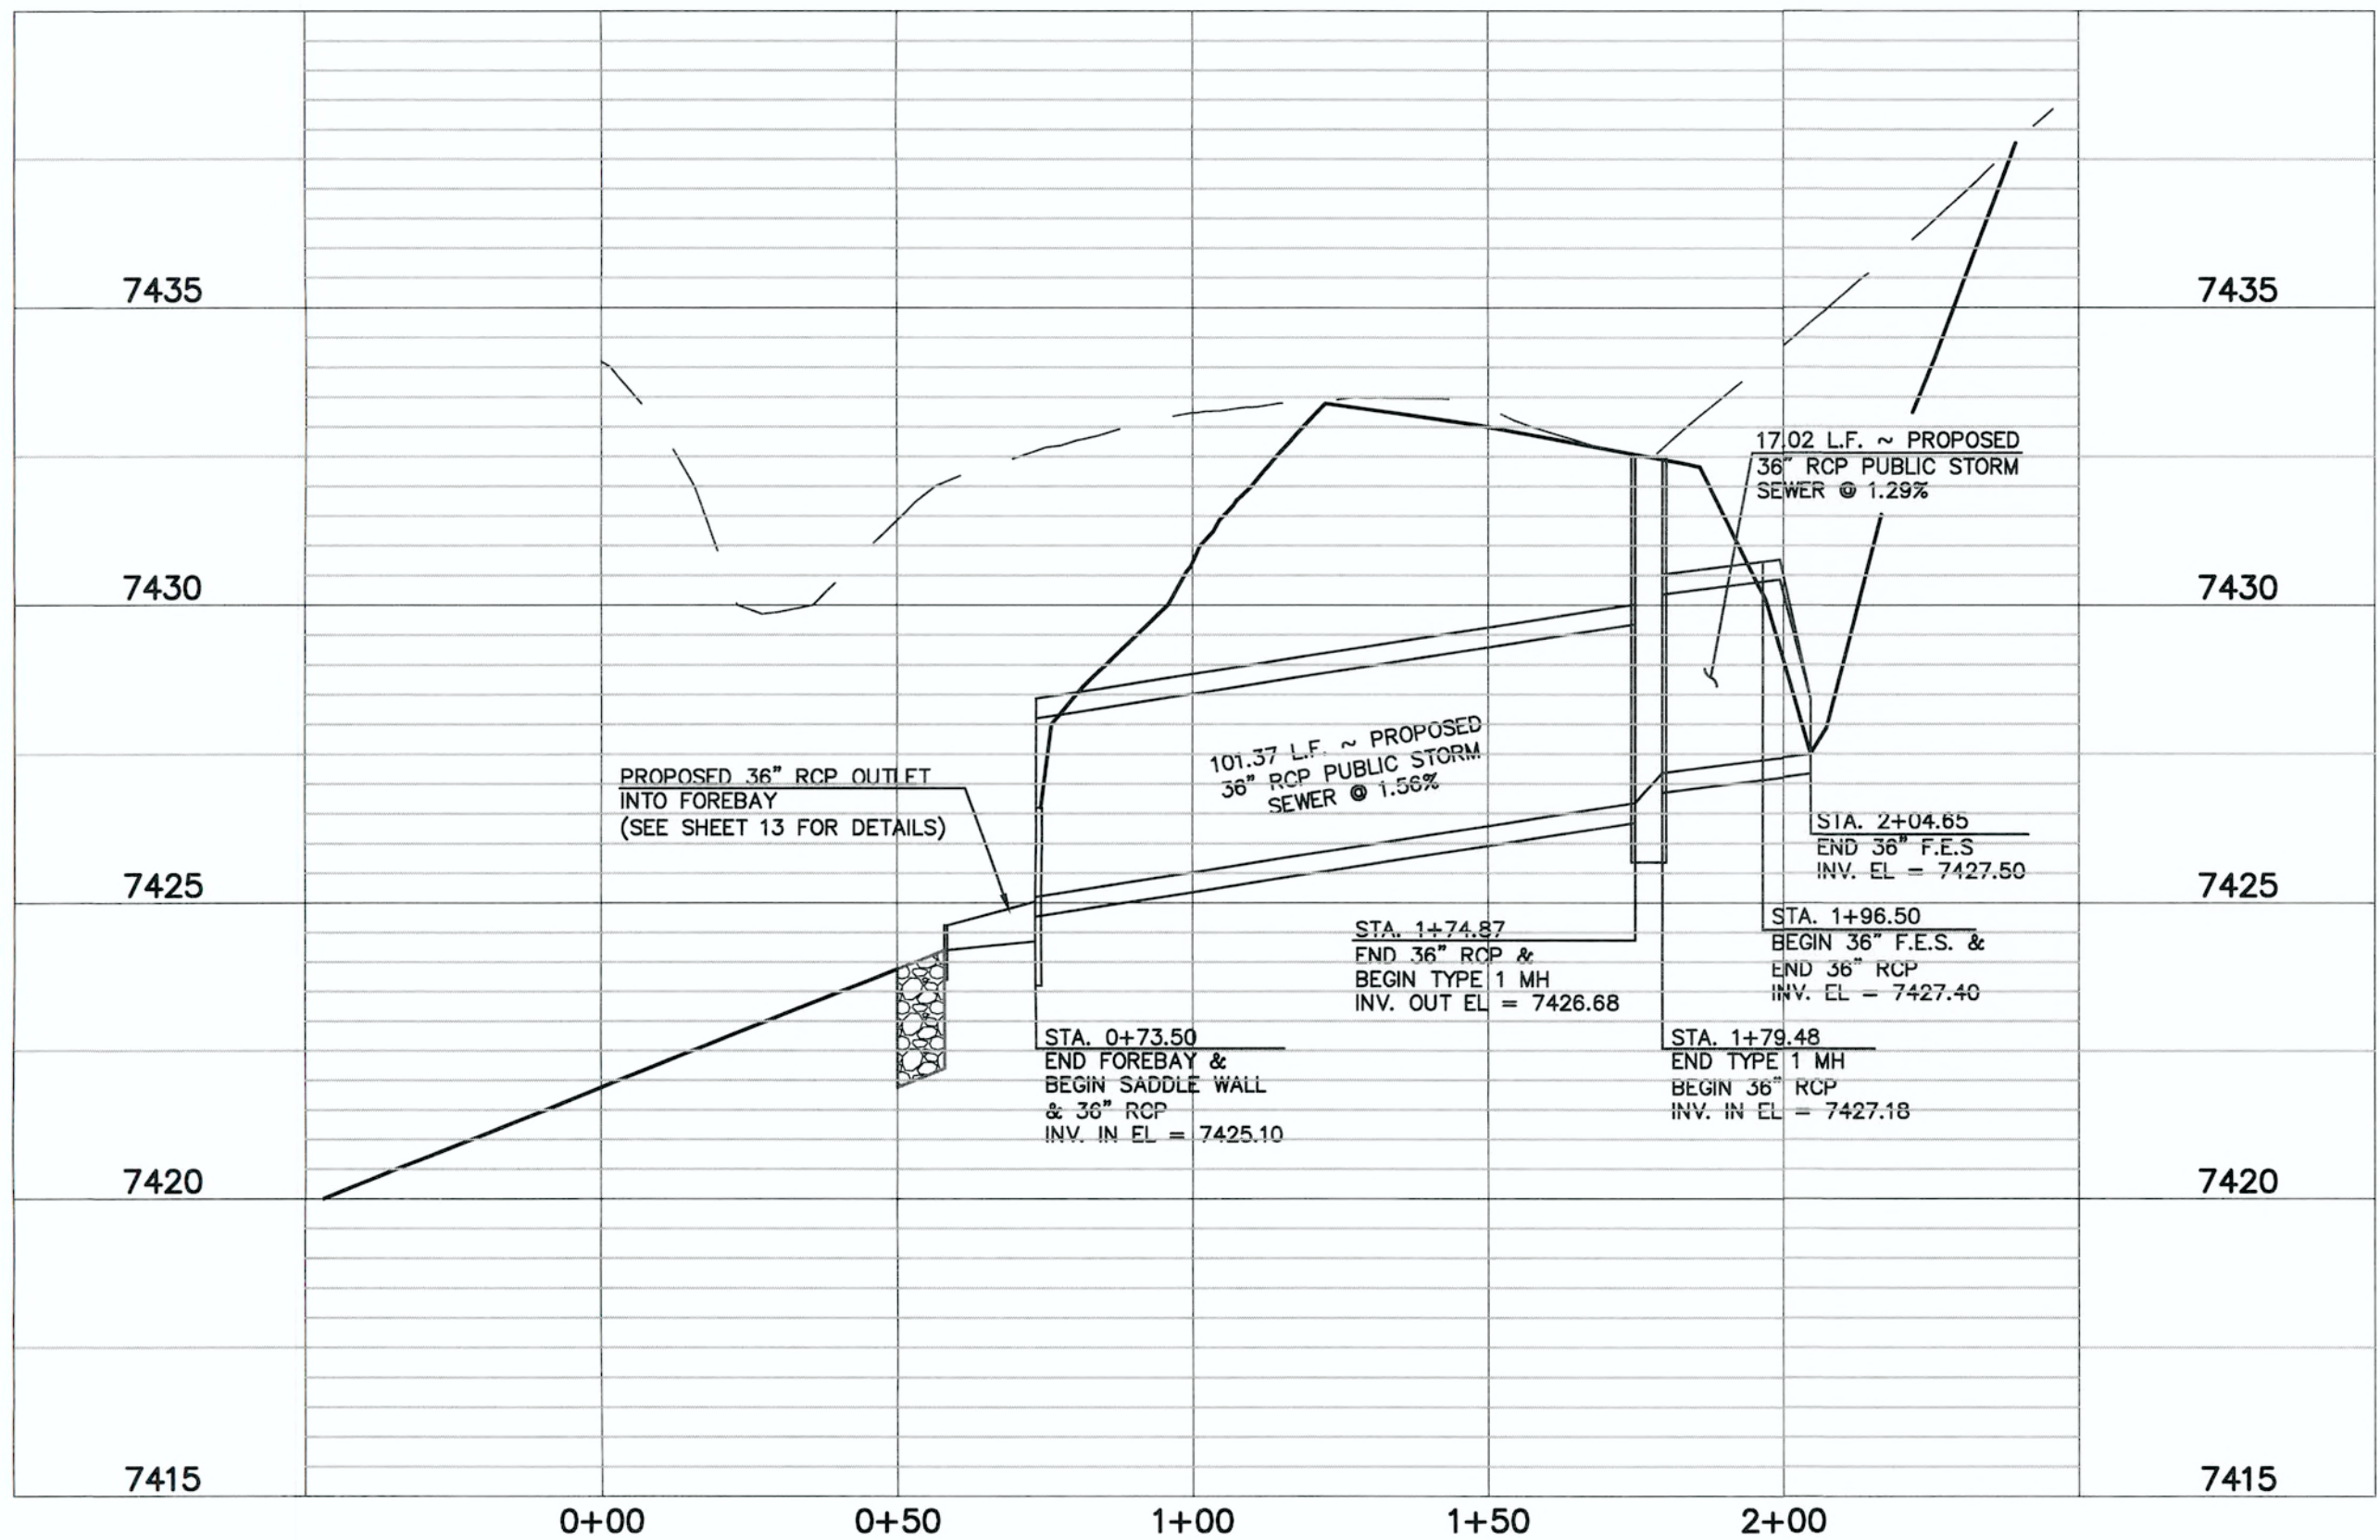 7435
7435
17.02 L.F. ~ PROPOSED
36" RCP PUBLIC STORM
SEWER @ 1.29%
7430
7430
101.37 L.F. ~ PROPOSED
36" RCP PUBLIC STORM
SEWER @ 1.56%
PROPOSED 36" RCP OUTLET
INTO FOREBAY
(SEE SHEET 13 FOR DETAILS)
STA. 2+04.65
END 36" F.E.S
INV. EL = 7427.50
7425
7425
STA. 1+74.87
END 36" RCP &
BEGIN TYPE 1 MH
INV. OUT EL = 7426.68
STA. 1+96.50
BEGIN 36" F.E.S. &
END 36" RCP
INV. EL = 7427.40
STA. 0+73.50
END FOREBAY &
BEGIN SADDLE WALL
& 36" RCP
INV. IN EL = 7425.10
STA. 1+79.48
END TYPE 1 MH
BEGIN 36" RCP
INV. IN EL = 7427.18
7420
7420
7415
7415
0+00
0+50
1+00
1+50
2+00